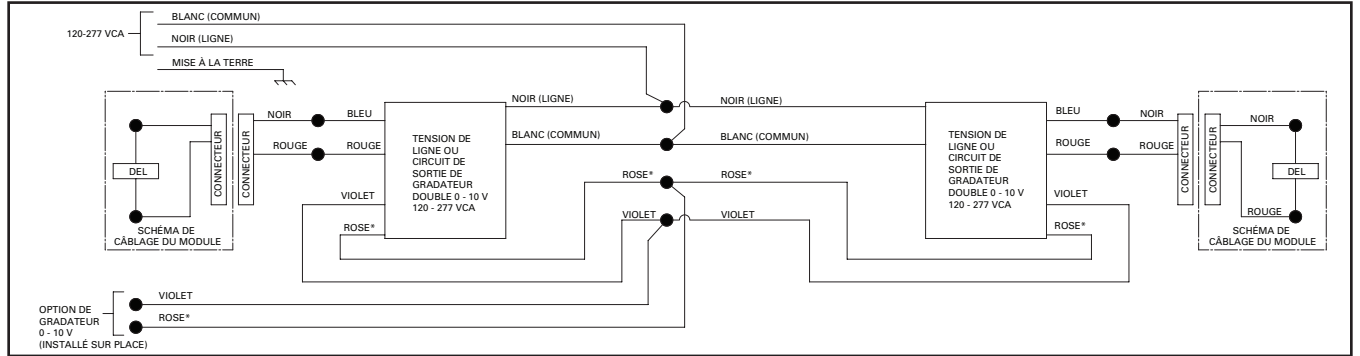 BLANC (COMMUN)
120-277 VCA
NOIR (LIGNE)
MISE À LA TERRE
NOIR
BLEU
ROUGE
ROUGE
CONNECTEUR
CONNECTEUR
DEL
SCHÉMA DE
CÂBLAGE DU MODULE
VIOLET
ROSE*
TENSION DE
LIGNE OU
CIRCUIT DE
SORTIE DE
GRADATEUR
DOUBLE 0 - 10 V
120 - 277 VCA
NOIR (LIGNE)
NOIR (LIGNE)
BLANC (COMMUN)
BLANC (COMMUN)
ROSE*
ROSE*
VIOLET
VIOLET
TENSION DE
LIGNE OU
CIRCUIT DE
SORTIE DE
GRADATEUR
DOUBLE 0 - 10 V
120 - 277 VCA
BLEU
NOIR
ROUGE
ROUGE
VIOLET
ROSE*
CONNECTEUR
CONNECTEUR
NOIR
DEL
ROUGE
SCHÉMA DE
CÂBLAGE DU MODULE
OPTION DE
GRADATEUR
0 - 10 V
(INSTALLÉ SUR PLACE)
VIOLET
ROSE*